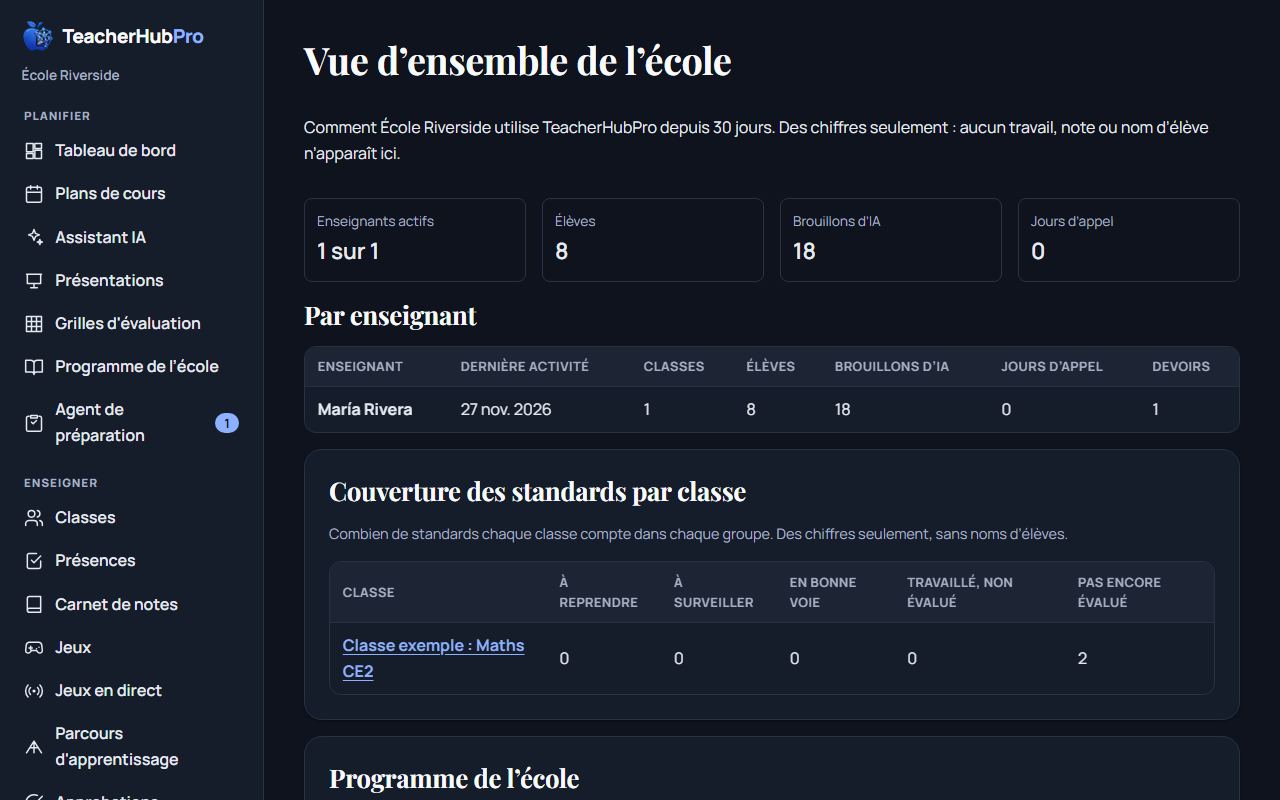 TeacherHubPro
École Riverside
PLANIFIER
Tableau de bord
Plans de cours
Assistant IA
Présentations
Grilles d'évaluation
Programme de l’école
Agent de
préparation
1
ENSEIGNER
Classes
Présences
Carnet de notes
Jeux
Jeux en direct
Parcours
d'apprentissage
Approbations
Vue d’ensemble de l’école
Comment École Riverside utilise TeacherHubPro depuis 30 jours. Des chiffres seulement : aucun travail, note ou nom d’élève
n’apparaît ici.
Enseignants actifs
1 sur 1
Élèves
8
Brouillons d’IA
18
Jours d’appel
0
Par enseignant
ENSEIGNANT DERNIÈRE ACTIVITÉ CLASSES ÉLÈVES BROUILLONS D’IA JOURS D’APPEL DEVOIRS
María Rivera 27 nov. 2026 1 8 18 0 1
Couverture des standards par classe
Combien de standards chaque classe compte dans chaque groupe. Des chiffres seulement, sans noms d’élèves.
CLASSE À REPRENDRE À SURVEILLER EN BONNE VOIE TRAVAILLÉ, NON ÉVALUÉ PAS ENCORE ÉVALUÉ
Classe exemple : Maths CE2 0 0 0 0 2
Programme de l’école